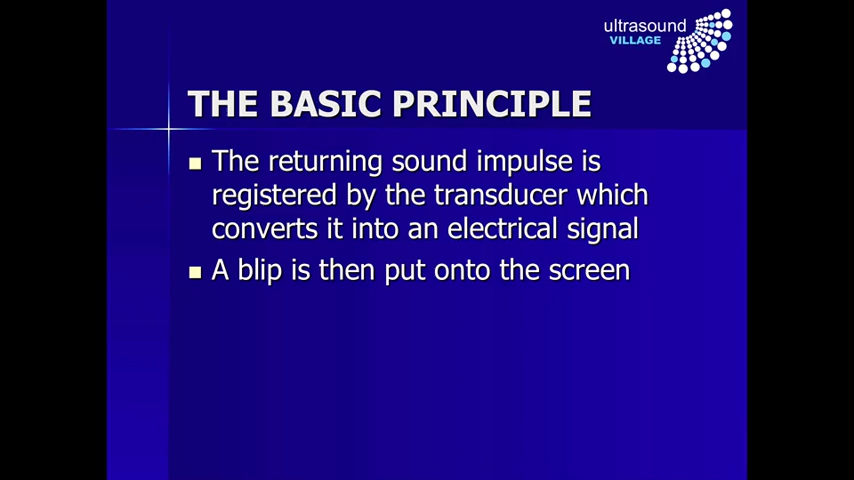 ultrasound
VILLAGE
THE BASIC PRINCIPLE
The returning sound impulse is
registered by the transducer which
converts it into an electrical signal
A blip is then put onto the screen